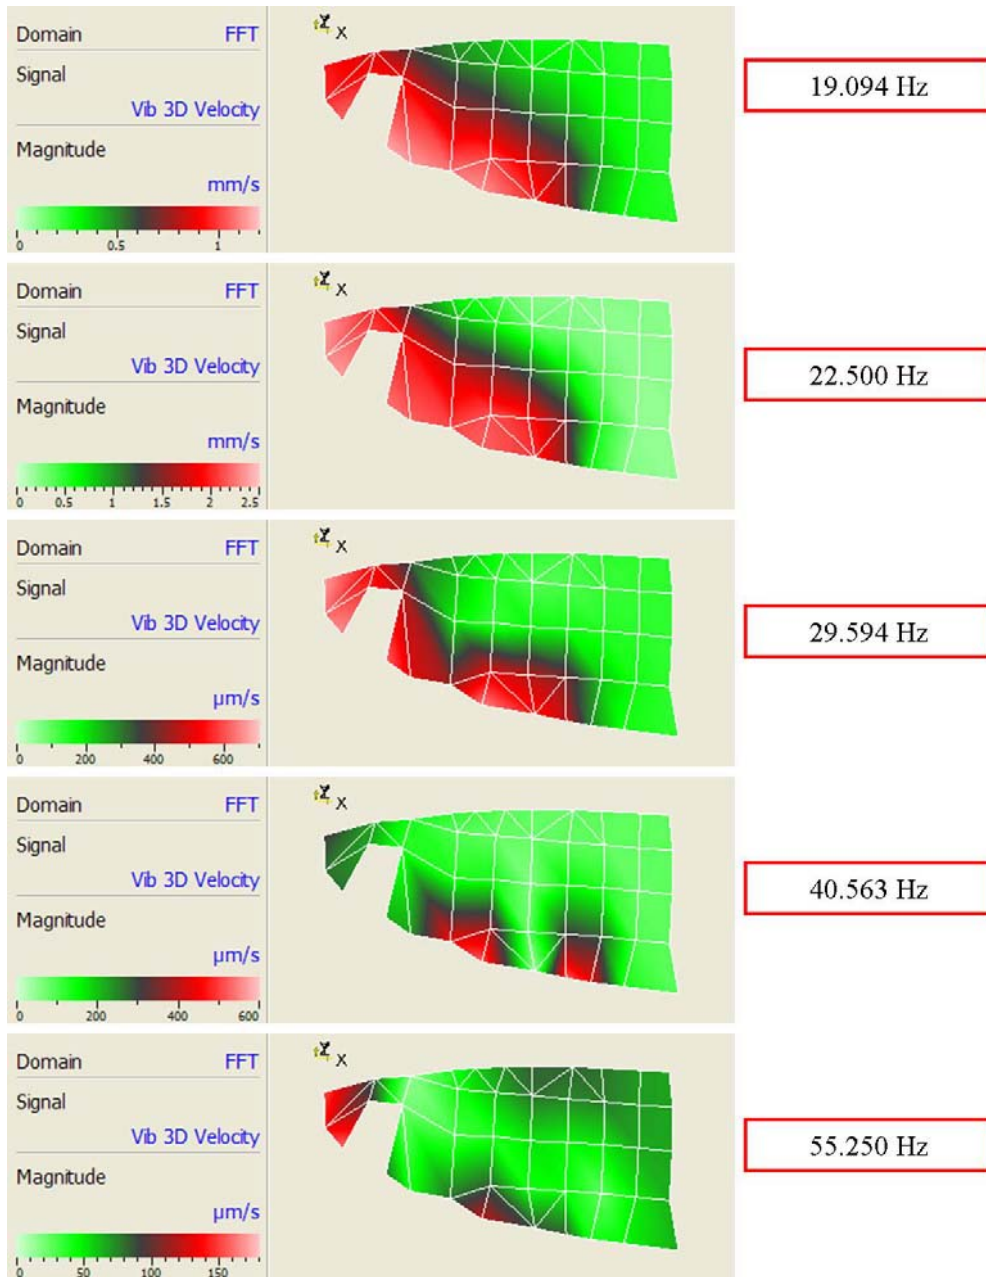 Domain FFT
Signal
Vib 3D Velocity
Magnitude
mm/s
0 0.5 1
X
19.094 Hz
Domain FFT
Signal
Vib 3D Velocity
Magnitude
mm/s
0 0.5 1 1.5 2 2.5
X
22.500 Hz
Domain FFT
Signal
Vib 3D Velocity
Magnitude
µm/s
0 200 400 600
X
29.594 Hz
Domain FFT
Signal
Vib 3D Velocity
Magnitude
µm/s
0 200 400 600
X
40.563 Hz
Domain FFT
Signal
Vib 3D Velocity
Magnitude
µm/s
0 50 100 150
X
55.250 Hz